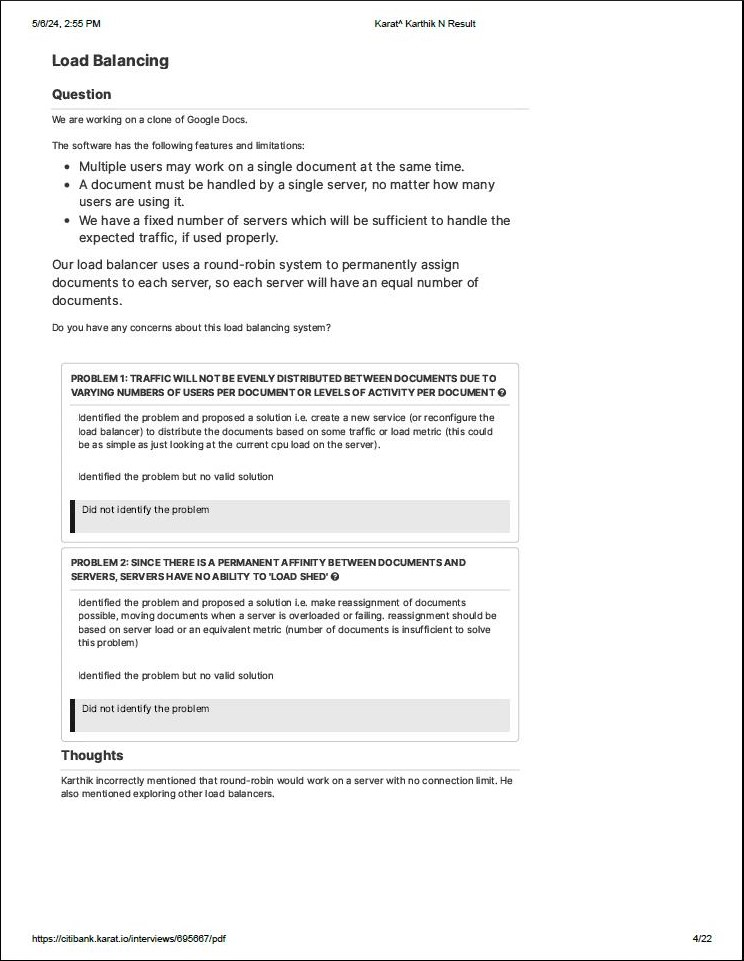 5/6/24, 2:55 PM
Karat^ Karthik N Result
Load Balancing
Question
We are working on a clone of Google Docs.
The software has the following features and limitations:
• Multiple users may work on a single document at the same time.
• A document must be handled by a single server, no matter how many
users are using it.
• We have a fixed number of servers which will be sufficient to handle the
expected traffic, if used properly.
Our load balancer uses a round-robin system to permanently assign
documents to each server, so each server will have an equal number of
documents.
Do you have any concerns about this load balancing system?
PROBLEM 1: TRAFFIC WILL NOT BE EVENLY DISTRIBUTED BETWEEN DOCUMENTS DUE TO
VARYING NUMBERS OF USERS PER DOCUMENT OR LEVELS OF ACTIVITY PER DOCUMENT ?
Identified the problem and proposed a solution i.e. create a new service (or reconfigure the
load balancer) to distribute the documents based on some traffic or load metric (this could
be as simple as just looking at the current cpu load on the server).
Identified the problem but no valid solution
Did not identify the problem
PROBLEM 2: SINCE THERE IS A PERMANENT AFFINITY BETWEEN DOCUMENTS AND
SERVERS, SERVERS HAVE NO ABILITY TO 'LOAD SHED' ?
Identified the problem and proposed a solution i.e. make reassignment of documents
possible, moving documents when a server is overloaded or failing. reassignment should be
based on server load or an equivalent metric (number of documents is insufficient to solve
this problem)
Identified the problem but no valid solution
Did not identify the problem
Thoughts
Karthik incorrectly mentioned that round-robin would work on a server with no connection limit. He
also mentioned exploring other load balancers.
https://citibank.karat.io/interviews/695667/pdf
4/22